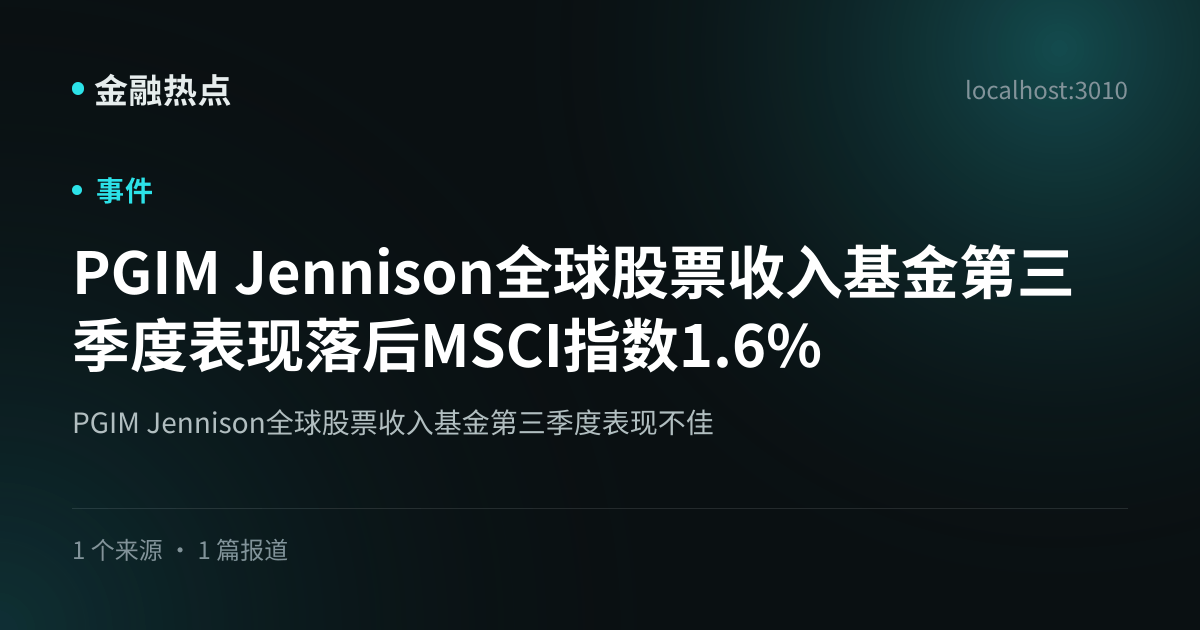 金融热点
localhost:3010
事件
PGIM Jennison全球股票收入基金第三
季度表现落后MSCI指数1.6%
PGIM Jennison全球股票收入基金第三季度表现不佳
1 个来源 • 1 篇报道